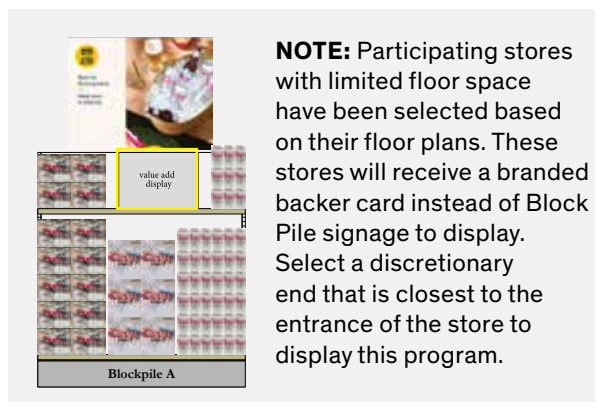 value add
display
Blockpile A
NOTE: Participating stores
with limited floor space
have been selected based
on their floor plans. These
stores will receive a branded
backer card instead of Block
Pile signage to display.
Select a discretionary
end that is closest to the
entrance of the store to
display this program.